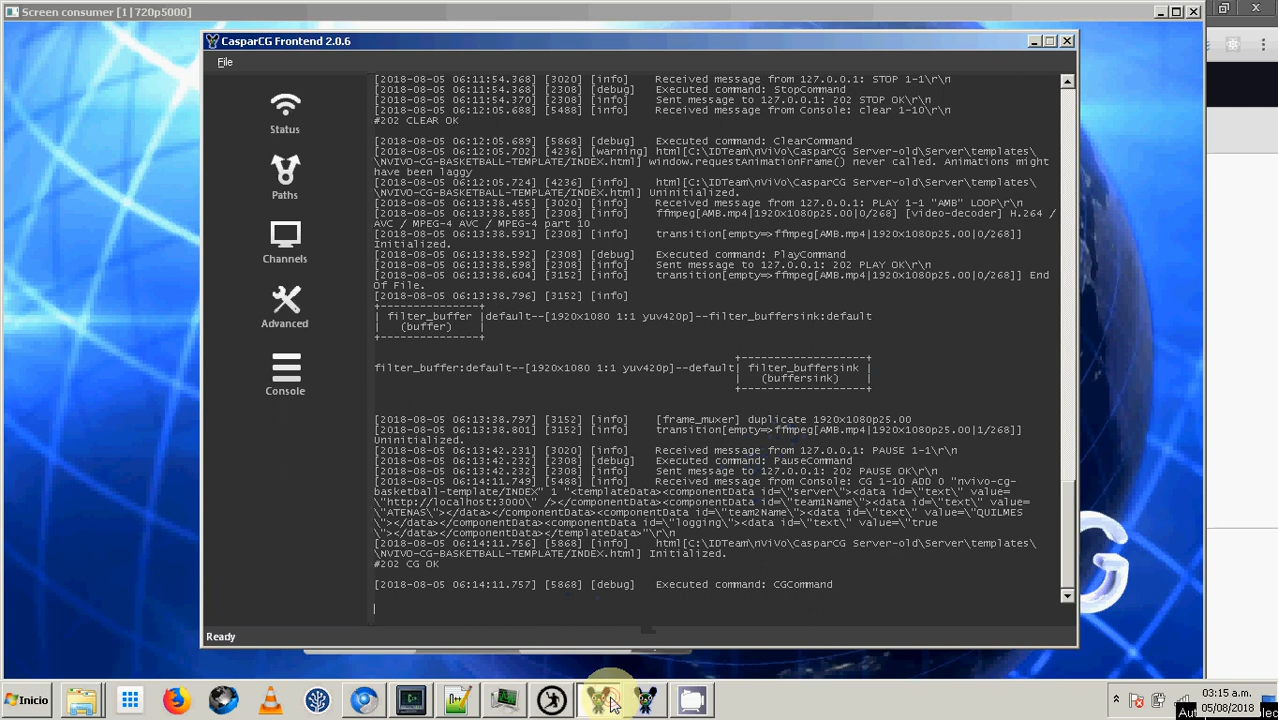 Screen consumer [1|720p5000]
CasparCG Frontend 2.0.6
File
Status
Paths
Channels
Advanced
Console
[2018-08-05 06:11:54.368] [3020] [info] Received message from 127.0.0.1: STOP 1-1\r\n
[2018-08-05 06:11:54.368] [2308] [debug] Executed command: StopCommand
[2018-08-05 06:11:54.370] [2308] [info] Sent message to 127.0.0.1: 202 STOP OK\r\n
[2018-08-05 06:12:05.688] [5488] [info] Received message from Console: clear 1-10\r\n
#202 CLEAR OK
[2018-08-05 06:12:05.689] [5868] [debug] Executed command: ClearCommand
[2018-08-05 06:12:05.702] [4236] [warning] html[C:\IDTeam\nViVo\CasparCG Server-old\Server\templates\
\NVIVO-CG-BASKETBALL-TEMPLATE/INDEX.html] window.requestAnimationFrame() never called. Animations might
have been laggy
[2018-08-05 06:12:05.724] [4236] [info] html[C:\IDTeam\nViVo\CasparCG Server-old\Server\templates\
\NVIVO-CG-BASKETBALL-TEMPLATE/INDEX.html] Uninitialized.
[2018-08-05 06:13:38.455] [3020] [info] Received message from 127.0.0.1: PLAY 1-1 "AMB" LOOP\r\n
[2018-08-05 06:13:38.585] [2308] [info] ffmpeg[AMB.mp4|1920x1080p25.00|0/268] [video-decoder] H.264 /
AVC / MPEG-4 AVC / MPEG-4 part 10
[2018-08-05 06:13:38.591] [2308] [info] transition[empty=>ffmpeg[AMB.mp4|1920x1080p25.00|0/268]]
Initialized.
[2018-08-05 06:13:38.598] [2308] [debug] Executed command: PlayCommand
[2018-08-05 06:13:38.598] [2308] [info] Sent message to 127.0.0.1: 202 PLAY OK\r\n
[2018-08-05 06:13:38.604] [3152] [info] transition[empty=>ffmpeg[AMB.mp4|1920x1080p25.00|0/268]] End
Of File.
[2018-08-05 06:13:38.796] [3152] [info]
+---------------+
| filter_buffer |default--[1920x1080 1:1 yuv420p]--filter_buffersink:default
| (buffer) |
+---------------+
+-------------------+
filter_buffer:default--[1920x1080 1:1 yuv420p]--default| filter_buffersink |
| (buffersink) |
+-------------------+
[2018-08-05 06:13:38.797] [3152] [info] [frame_muxer] duplicate 1920x1080p25.00
[2018-08-05 06:13:38.801] [3152] [info] transition[empty=>ffmpeg[AMB.mp4|1920x1080p25.00|1/268]]
Uninitialized.
[2018-08-05 06:13:42.231] [3020] [info] Received message from 127.0.0.1: PAUSE 1-1\r\n
[2018-08-05 06:13:42.232] [2308] [debug] Executed command: PauseCommand
[2018-08-05 06:13:42.232] [2308] [info] Sent message to 127.0.0.1: 202 PAUSE OK\r\n
[2018-08-05 06:14:11.749] [5488] [info] Received message from Console: CG 1-10 ADD 0 "nvivo-cg-
basketball-template/INDEX" 1 "<templateData><componentData id=\"server\"><data id=\"text\" value=
\"http://localhost:3000\" /></componentData><componentData id=\"team1Name\"><data id=\"text\" value=
\"ATENAS\"></data></componentData><componentData id=\"team2Name\"><data id=\"text\" value=\"QUILMES
\"></data></componentData><componentData id=\"logging\"><data id=\"text\" value=\"true
\"></data></componentData></templateData>"\r\n
[2018-08-05 06:14:11.756] [5868] [info] html[C:\IDTeam\nViVo\CasparCG Server-old\Server\templates\
\NVIVO-CG-BASKETBALL-TEMPLATE/INDEX.html] Initialized.
#202 CG OK
[2018-08-05 06:14:11.757] [5868] [debug] Executed command: CGCommand
Ready
G
Inicio
03:15 a.m.
05/08/2018